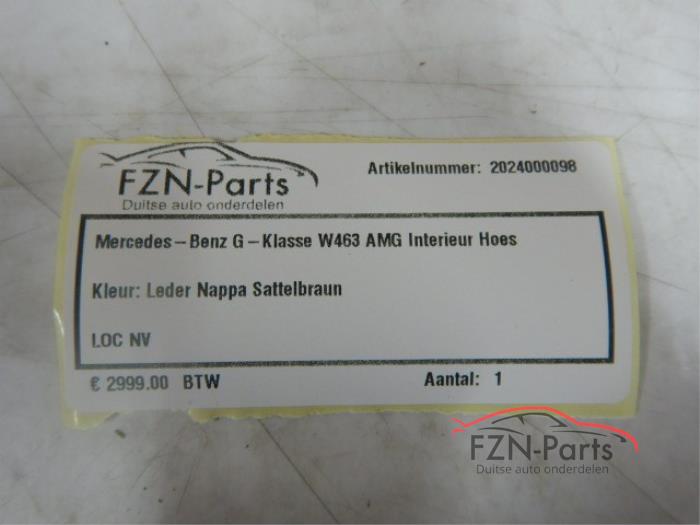 FZN-Parts
Duitse auto onderdelen
Artikelnummer: 2024000098
Mercedes-Benz G-Klasse W463 AMG Interieur Hoes
Kleur: Leder Nappa Sattelbraun
LOC NV
€ 2999.00 BTW
Aantal: 1
FZN-Parts
Duitse auto onderdelen